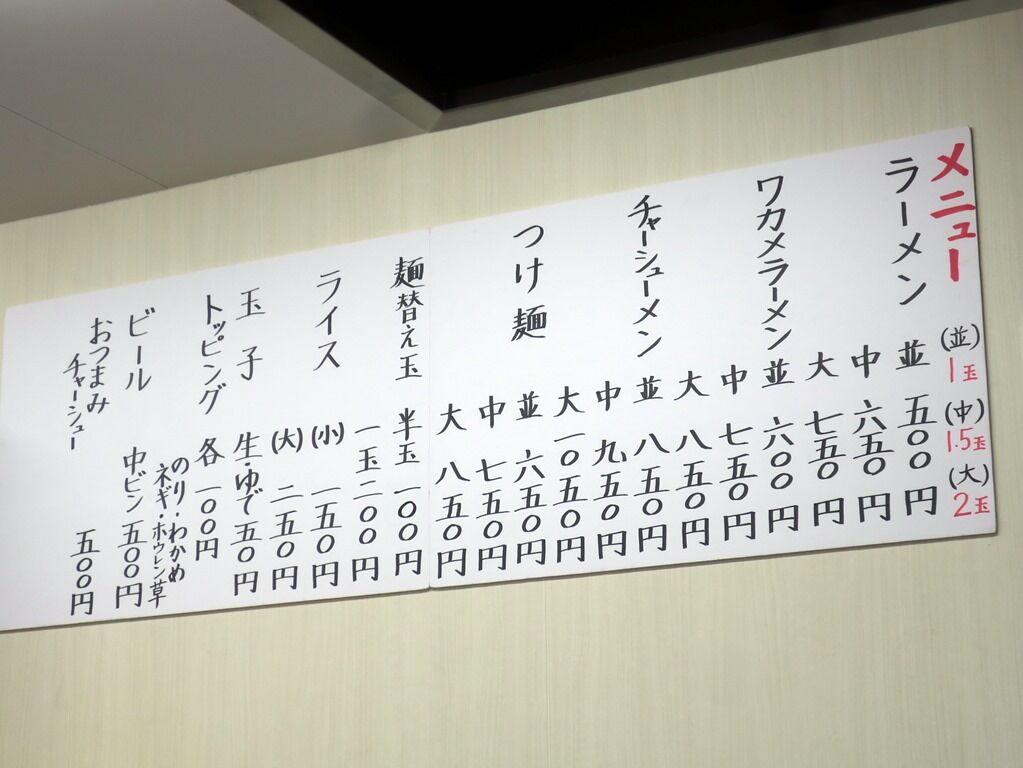 メニュー (並)1玉 (中)1.5玉 (大)2玉
ラーメン 並 五〇〇円
中 六五〇円
大 七五〇円
ワカメラーメン 並 六〇〇円
中 七五〇円
大 八五〇円
チャーシューメン 並 八五〇円
中 九五〇円
大 一〇五〇円
つけ麺 並 六五〇円
中 七五〇円
大 八五〇円
麺替え玉 半玉 一〇〇円
一玉 二〇〇円
ライス (小) 一五〇円
(大) 二五〇円
玉子 生・ゆで 五〇円
トッピング 各 一〇〇円
のり・わかめ
ネギ・ホウレン草
ビール 中ビン 五〇〇円
おつまみ
チャーシュー 五〇〇円